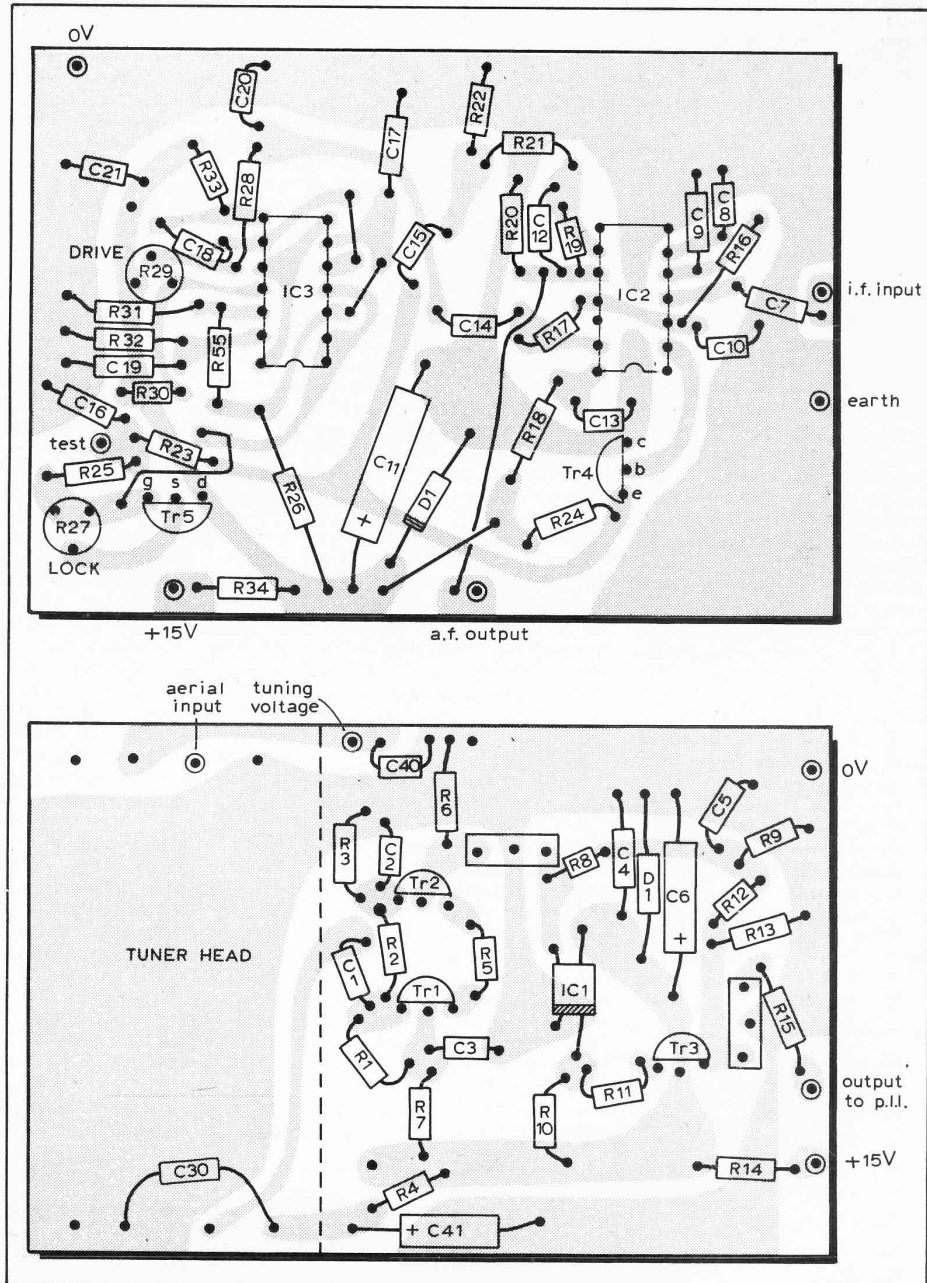 0V
C20
C17
R22
R21
C21
R33
R28
R20
C12
R19
C9
C8
R16
C18
C15
DRIVE
R29
IC3
IC2
i.f. input
C7
R31
R32
C19
R30
R55
C14
R17
C10
earth
C16
test
R25
R23
g s d
Tr5
R27
LOCK
R26
C11
+
D1
R18
C13
Tr4
c
b
e
R24
R34
+15V
a.f. output
aerial input
tuning voltage
C40
R6
0V
C5
R9
R3
C2
Tr2
R8
C4
D1
C6
+
R12
R13
TUNER HEAD
C1
R2
R5
Tr1
IC1
R15
R1
C3
Tr3
R7
R10
R11
output to p.l.l.
C30
R4
R14
+15V
+ C41